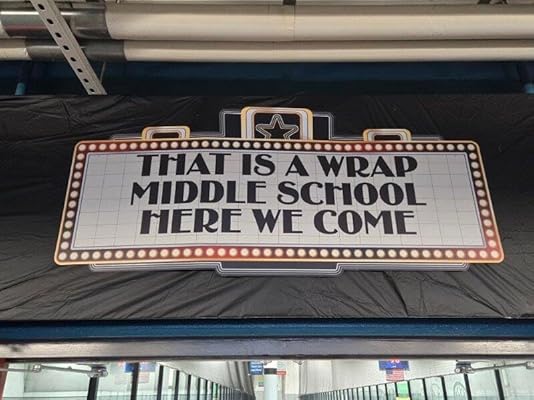 THAT IS A WRAP
MIDDLE SCHOOL
HERE WE COME